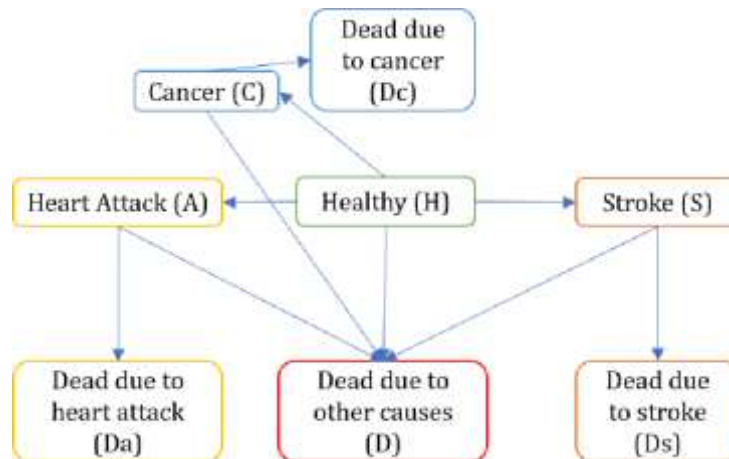 Dead due
to cancer
(Dc)
Cancer (C)
Heart Attack (A)
Healthy (H)
Stroke (S)
Dead due to
heart attack
(Da)
Dead due to
other causes
(D)
Dead due
to stroke
(Ds)